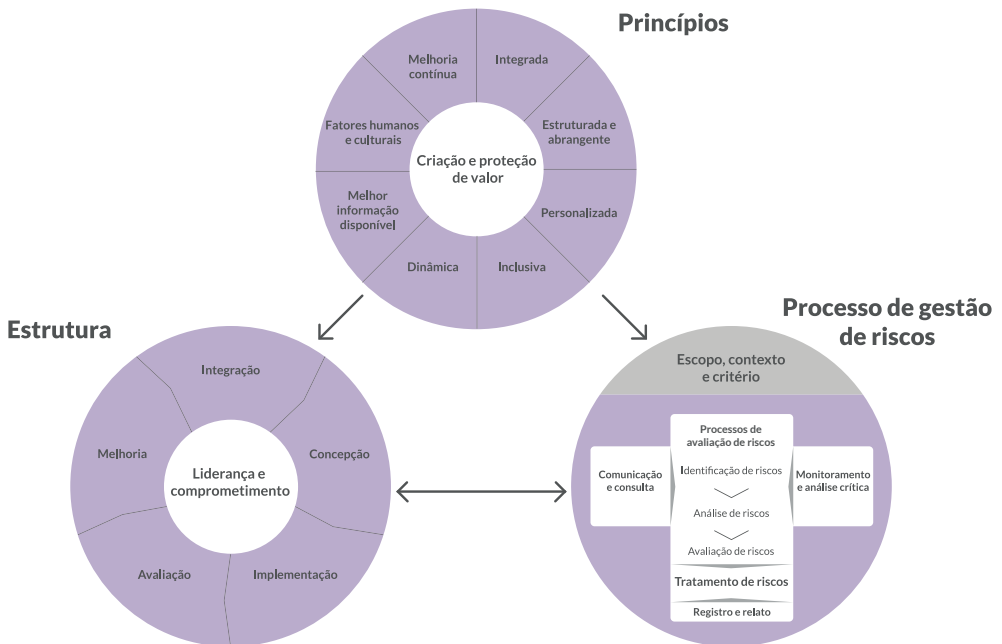 Princípios
Melhoria
contínua
Integrada
Fatores humanos
e culturais
Estruturada e
abrangente
Criação e proteção
de valor
Melhor
informação
disponível
Personalizada
Dinâmica
Inclusiva
Estrutura
Integração
Melhoria
Concepção
Liderança e
comprometimento
Avaliação
Implementação
Processo de gestão
de riscos
Escopo, contexto
e critério
Processos de
avaliação de riscos
Comunicação
e consulta
Identificação de riscos
Monitoramento
e análise crítica
Análise de riscos
Avaliação de riscos
Tratamento de riscos
Registro e relato